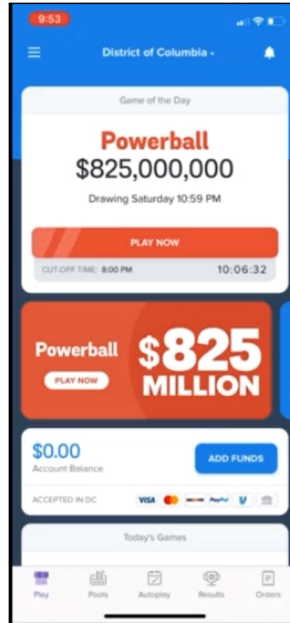 9:53
District of Columbia
Game of the Day
Powerball
$825,000,000
Drawing Saturday 10:59 PM
PLAY NOW
CUT-OFF TIME: 8:00 PM 10:06:32
Powerball
PLAY NOW
$825
MILLION
$0.00
Account Balance
ADD FUNDS
ACCEPTED IN DC VISA PayPal
Today's Games
Play Pools Autoplay Results Orders